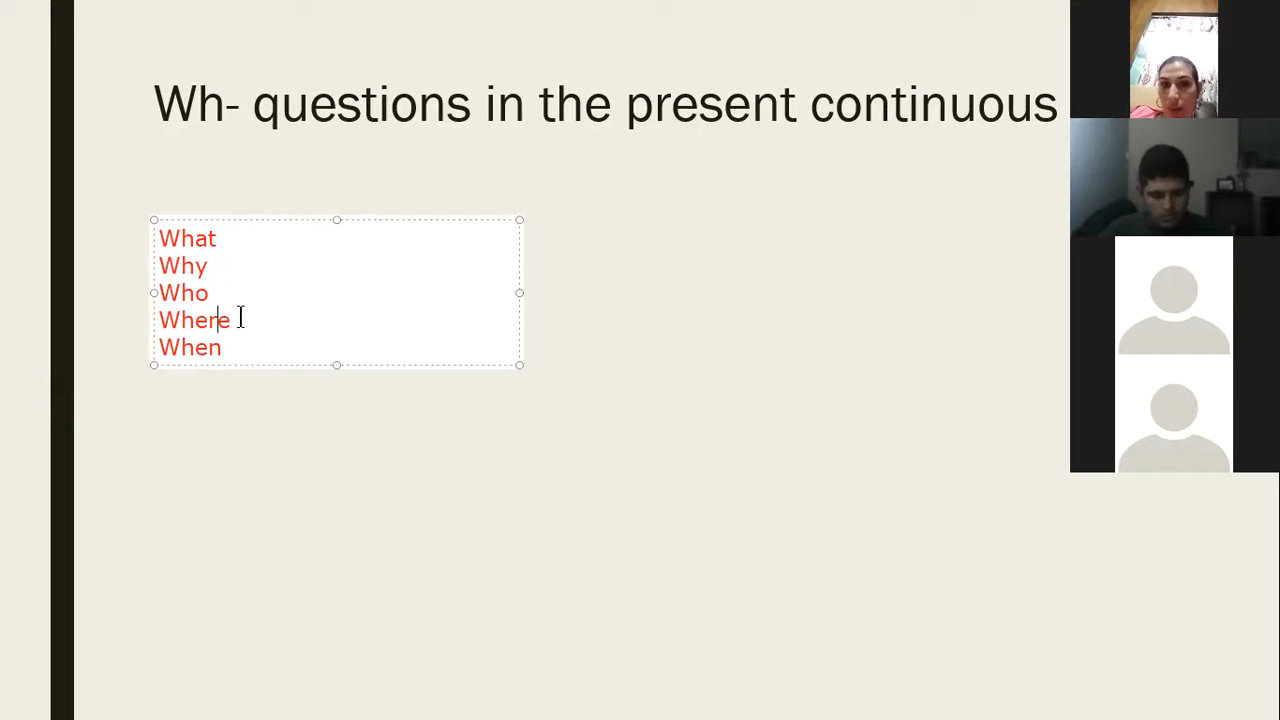 Wh- questions in the present continuous
What
Why
Who
Where
When